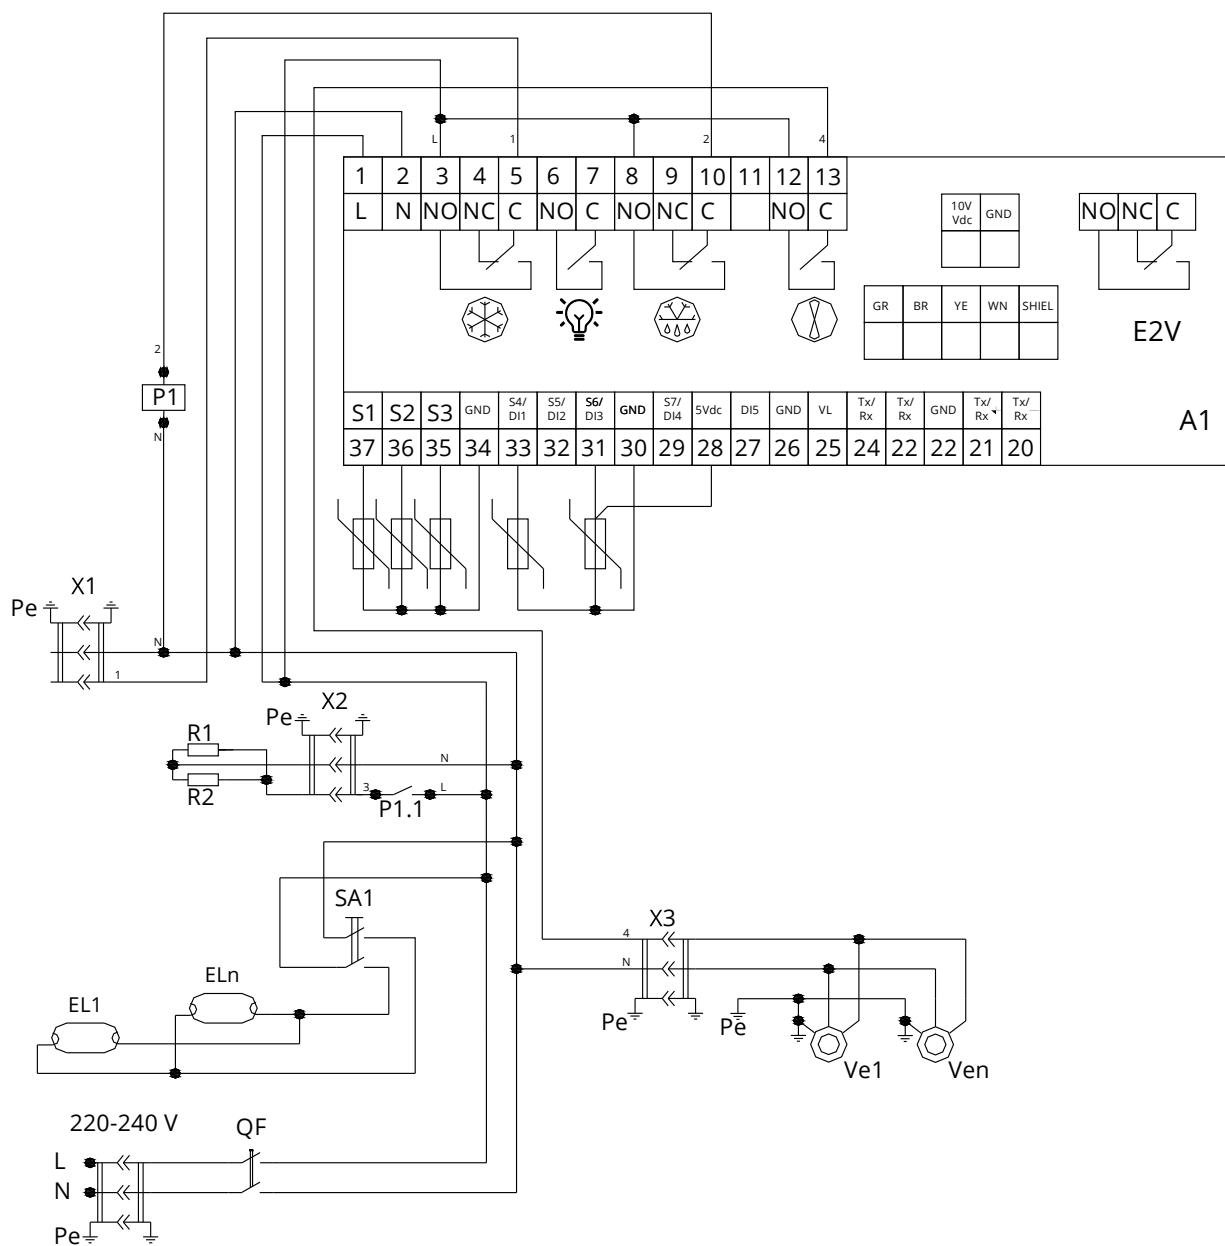 L 1 2 4
1 2 3 4 5 6 7 8 9 10 11 12 13
L N NO NC C NO C NO NC C NO C
10V Vdc GND
NO NC C
GR BR YE WN SHIEL
E2V
2
P1
N
S1 S2 S3 GND S4/ DI1 S5/ DI2 S6/ DI3 GND S7/ DI4 5Vdc DI5 GND VL Tx/ Rx Tx/ Rx GND Tx/ Rx Tx/ Rx
A1
37 36 35 34 33 32 31 30 29 28 27 26 25 24 22 22 21 20
X1
Pe
N
1
X2
Pe
R1
N
R2
3 L
P1.1
SA1
X3
4
N
Pe Pe
ELn
EL1
Ve1 Ven
220-240 V
QF
L
N
Pe